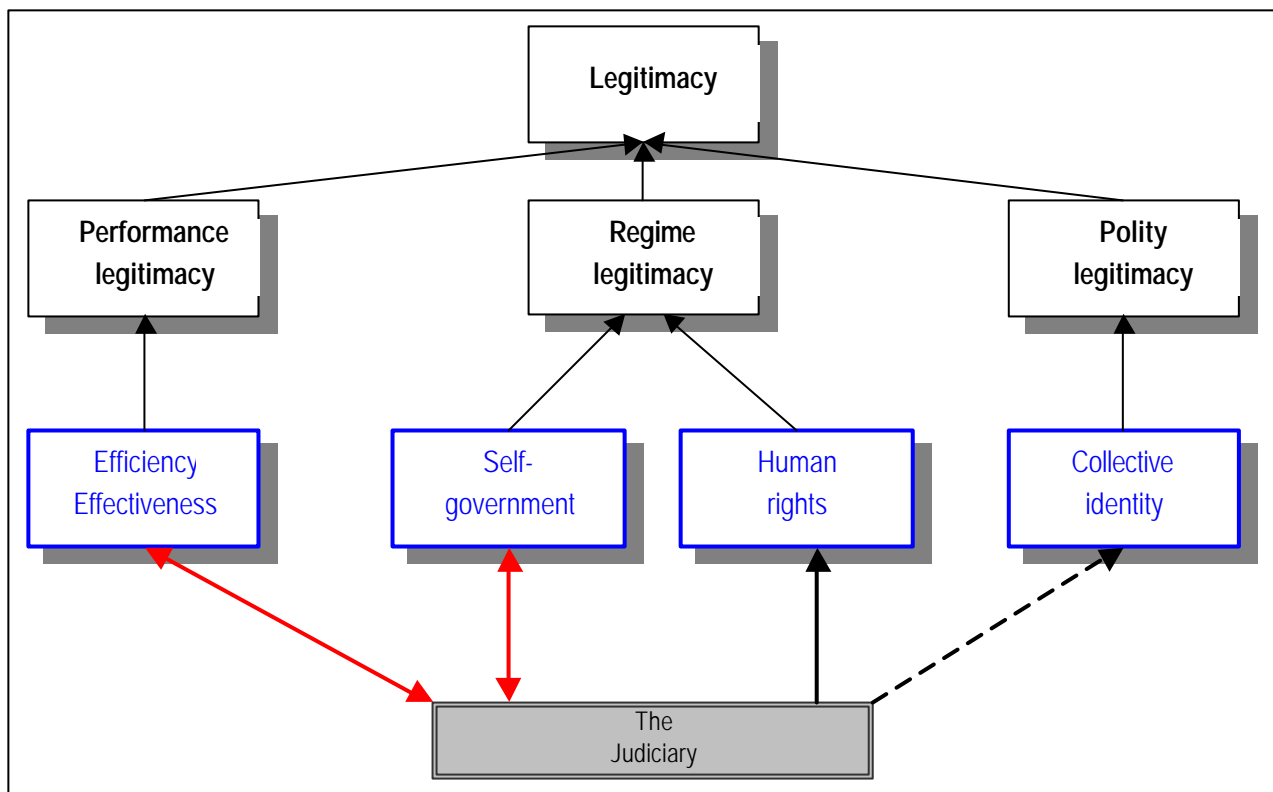 Legitimacy
Performance
legitimacy
Regime
legitimacy
Polity
legitimacy
Efficiency
Effectiveness
Self-
government
Human
rights
Collective
identity
The
Judiciary